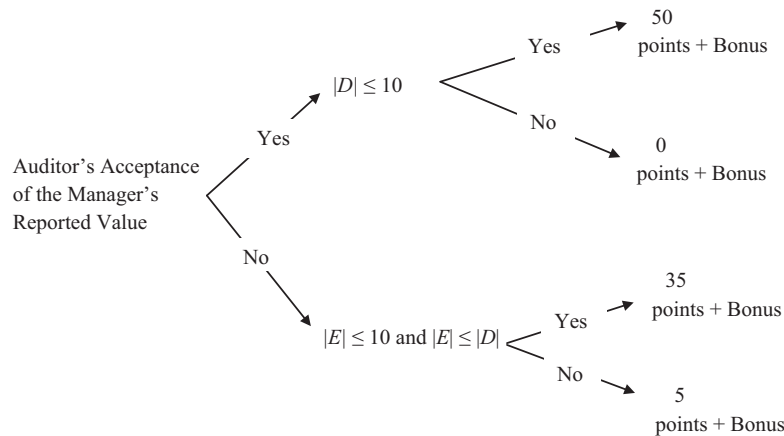 50
points + Bonus
Yes
|D| ≤ 10
No
Yes
0
points + Bonus
Auditor’s Acceptance
of the Manager’s
Reported Value
No
35
points + Bonus
Yes
|E| ≤ 10 and |E| ≤ |D|
No
5
points + Bonus